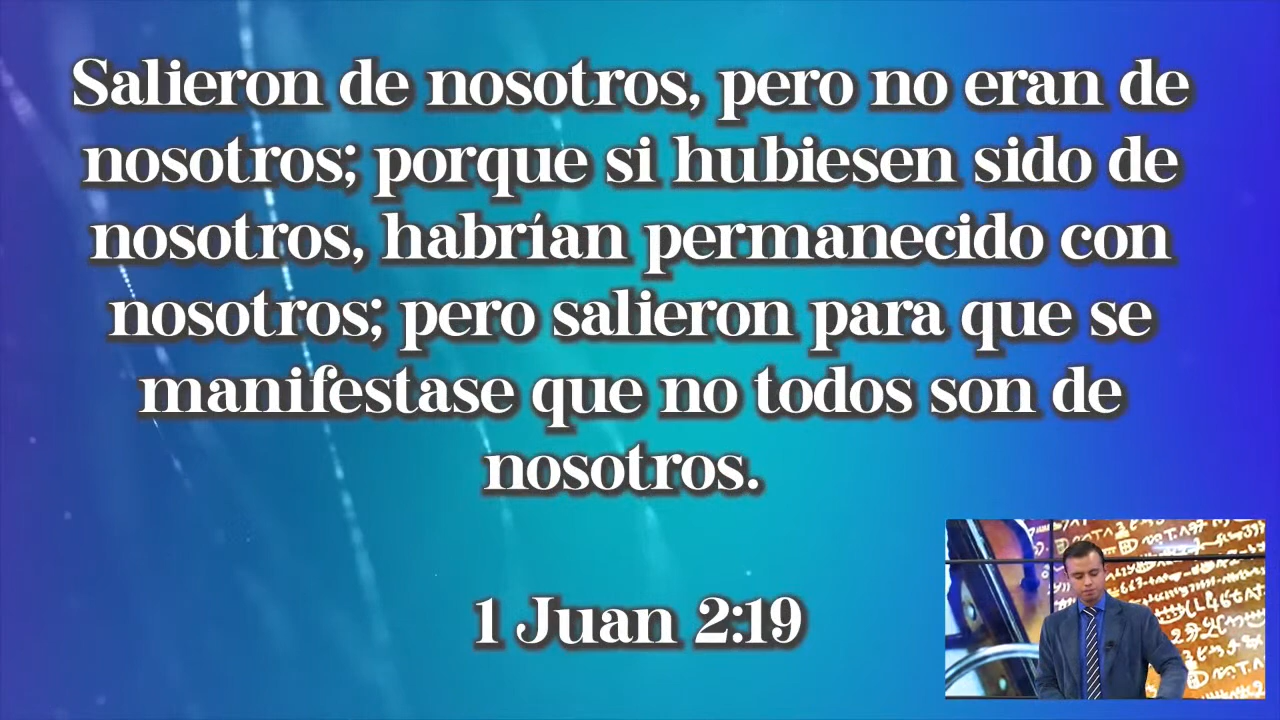 Salieron de nosotros, pero no eran de
nosotros; porque si hubiesen sido de
nosotros, habrían permanecido con
nosotros; pero salieron para que se
manifestase que no todos son de
nosotros.
1 Juan 2:19